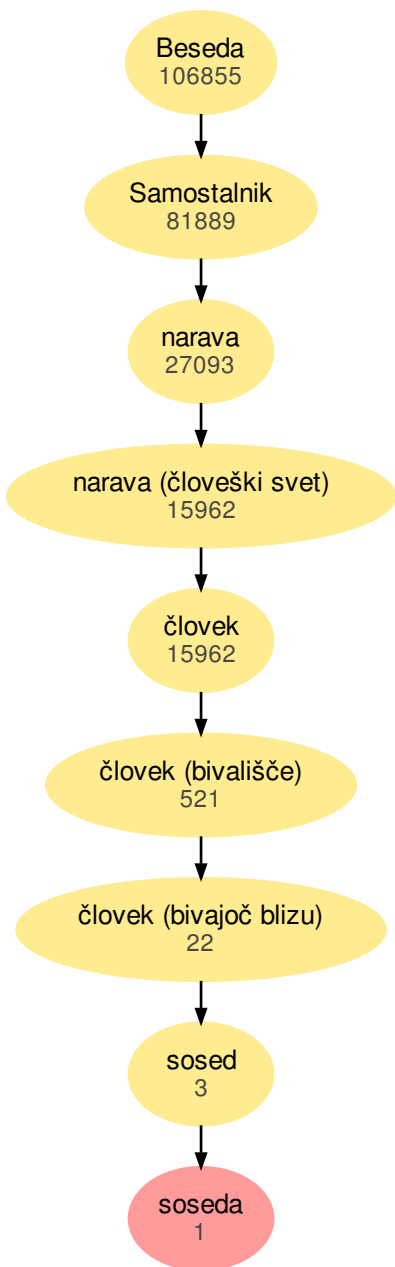 Beseda
106855
Samostalnik
81889
narava
27093
narava (človeški svet)
15962
človek
15962
človek (bivališče)
521
človek (bivajoč blizu)
22
sosed
3
soseda
1